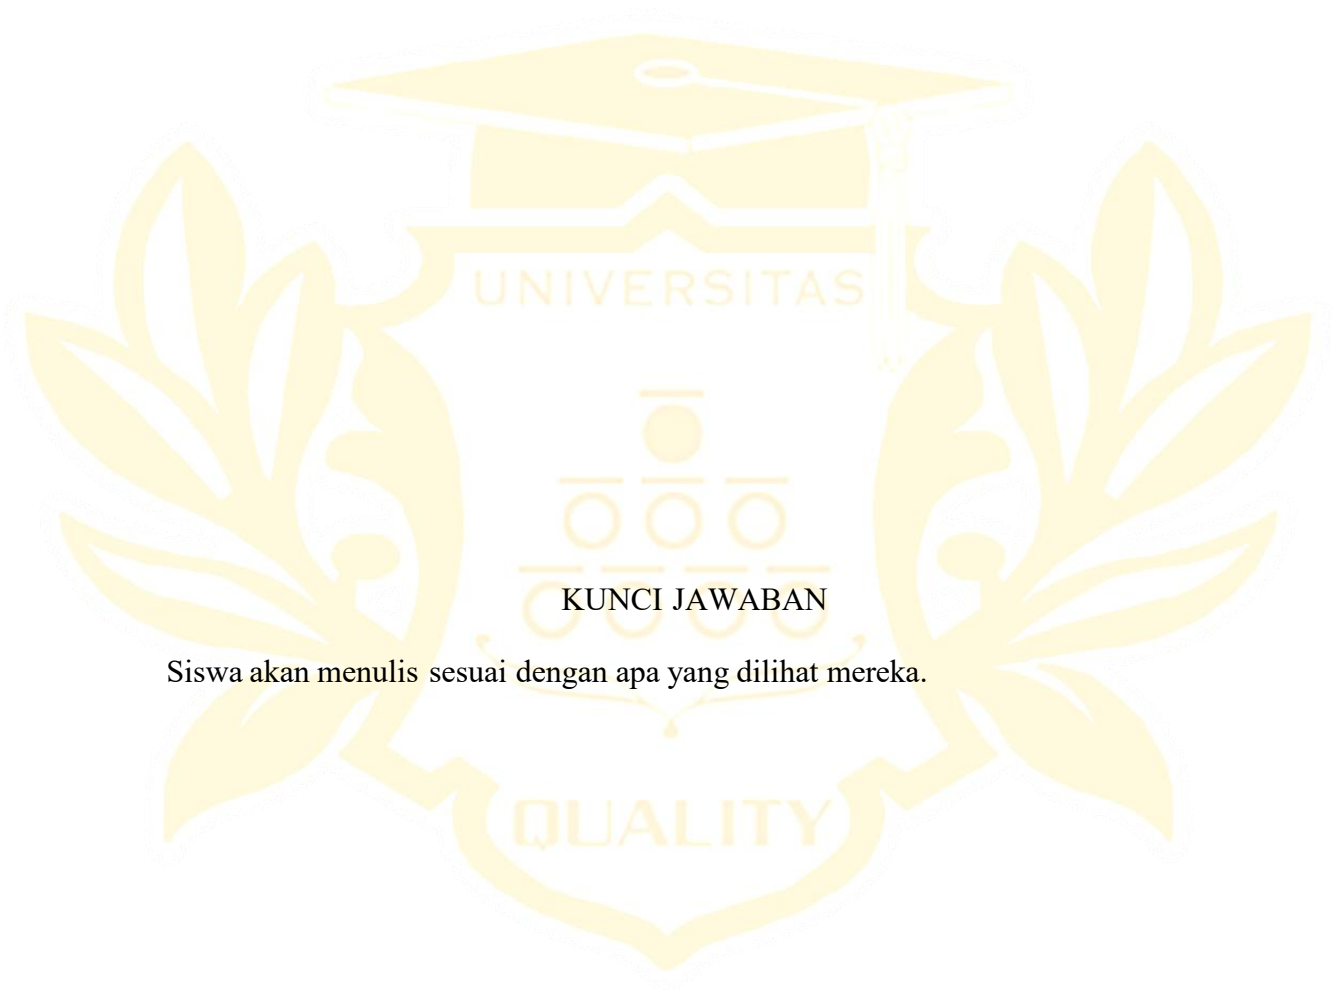 UNIVERSITAS
KUNCI JAWABAN
Siswa akan menulis sesuai dengan apa yang dilihat mereka.
QUALITY